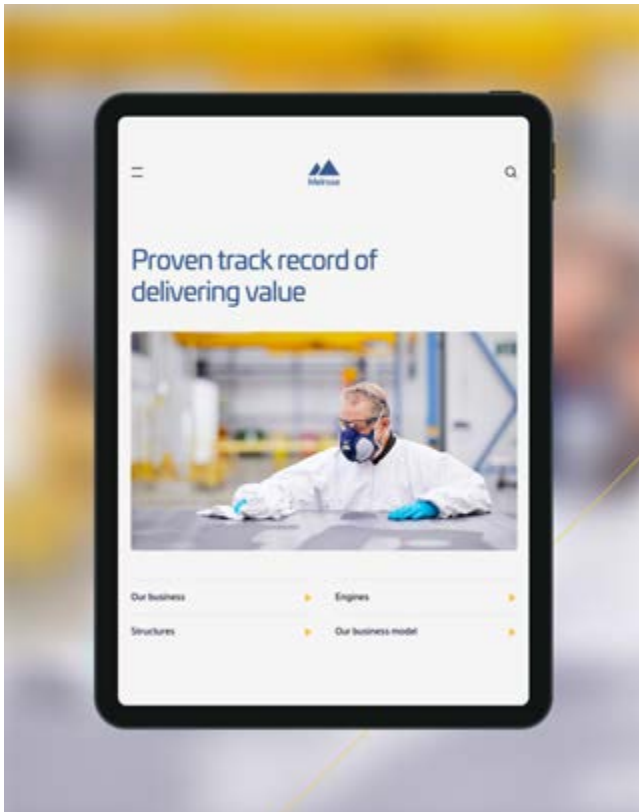 Melrose
Proven track record of
delivering value
Our business
Engines
Structures
Our business model